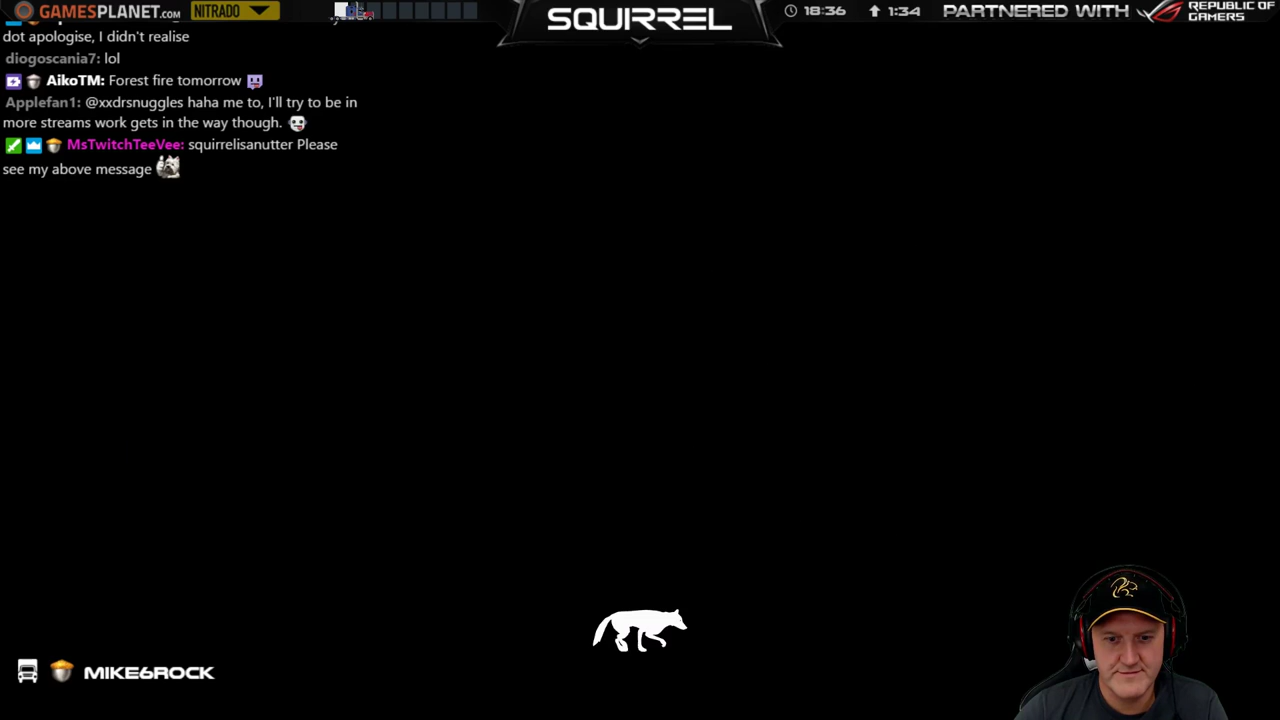 GAMESPLANET.COM NITRADO SQUIRREL 18:36 1:34 PARTNERED WITH REPUBLIC OF GAMERS
dot apologise, I didn't realise
diogoscania7: lol
AikoTM: Forest fire tomorrow
Applefan1: @xxdrsnuggles haha me to, I'll try to be in
more streams work gets in the way though.
MsTwitchTeeVee: squirrelisanutter Please
see my above message
MIKE6ROCK